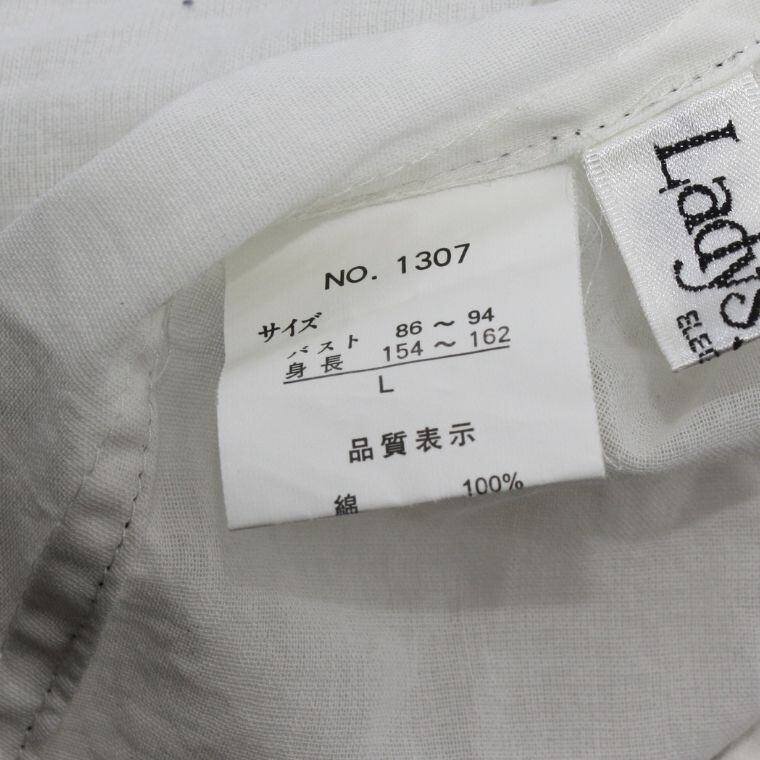 NO. 1307
サイズ
バスト 86 〜 94
身長 154 〜 162
L
品質表示
綿 100%
Ladys